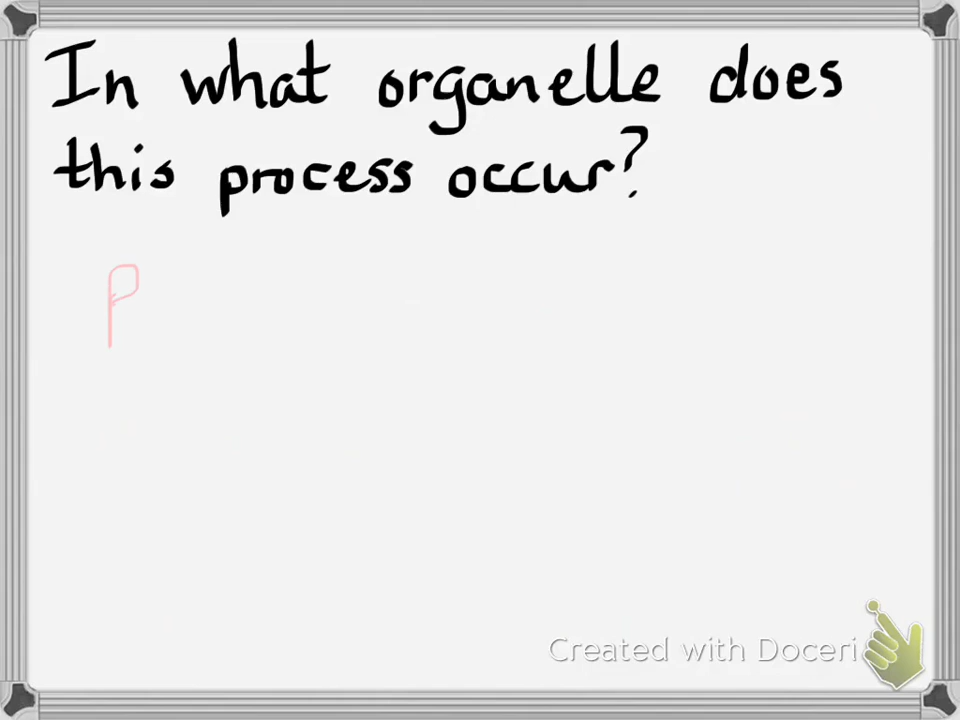 In what organelle does
this process occur?
P
Created with Doceri